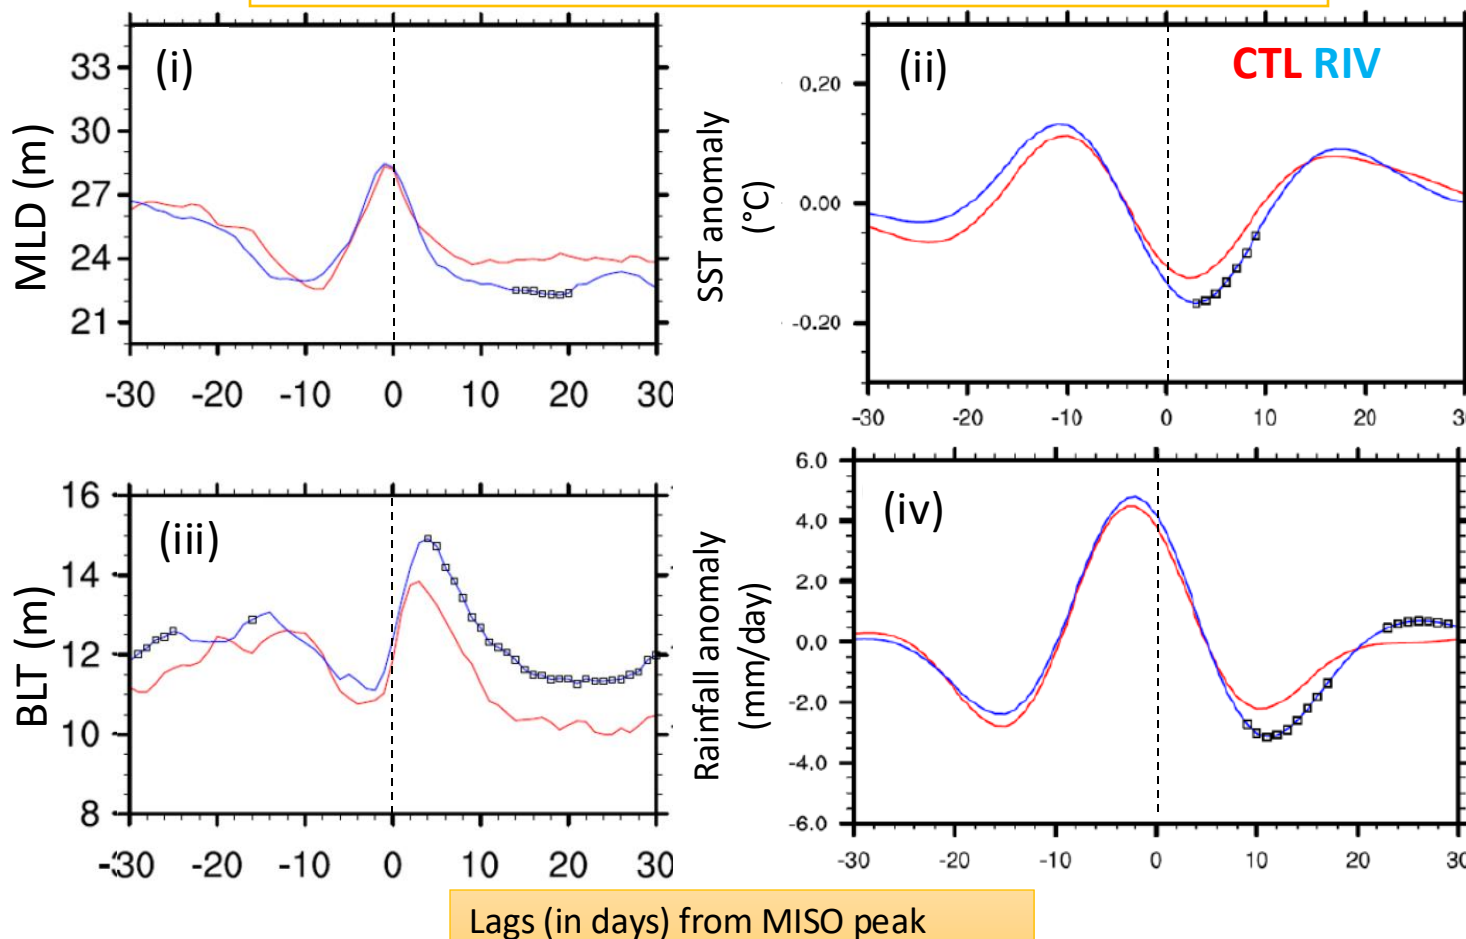 (i)
MLD (m)
33
30
27
24
21
-30 -20 -10 0 10 20 30
(ii)
CTL RIV
SST anomaly
(°C)
0.20
0.00
-0.20
-30 -20 -10 0 10 20 3
(iii)
BLT (m)
16
14
12
10
8
-30 -20 -10 0 10 20 30
(iv)
Rainfall anomaly
(mm/day)
6.0
4.0
2.0
0.0
-2.0
-4.0
-6.0
-30 -20 -10 0 10 20 30
Lags (in days) from MISO peak